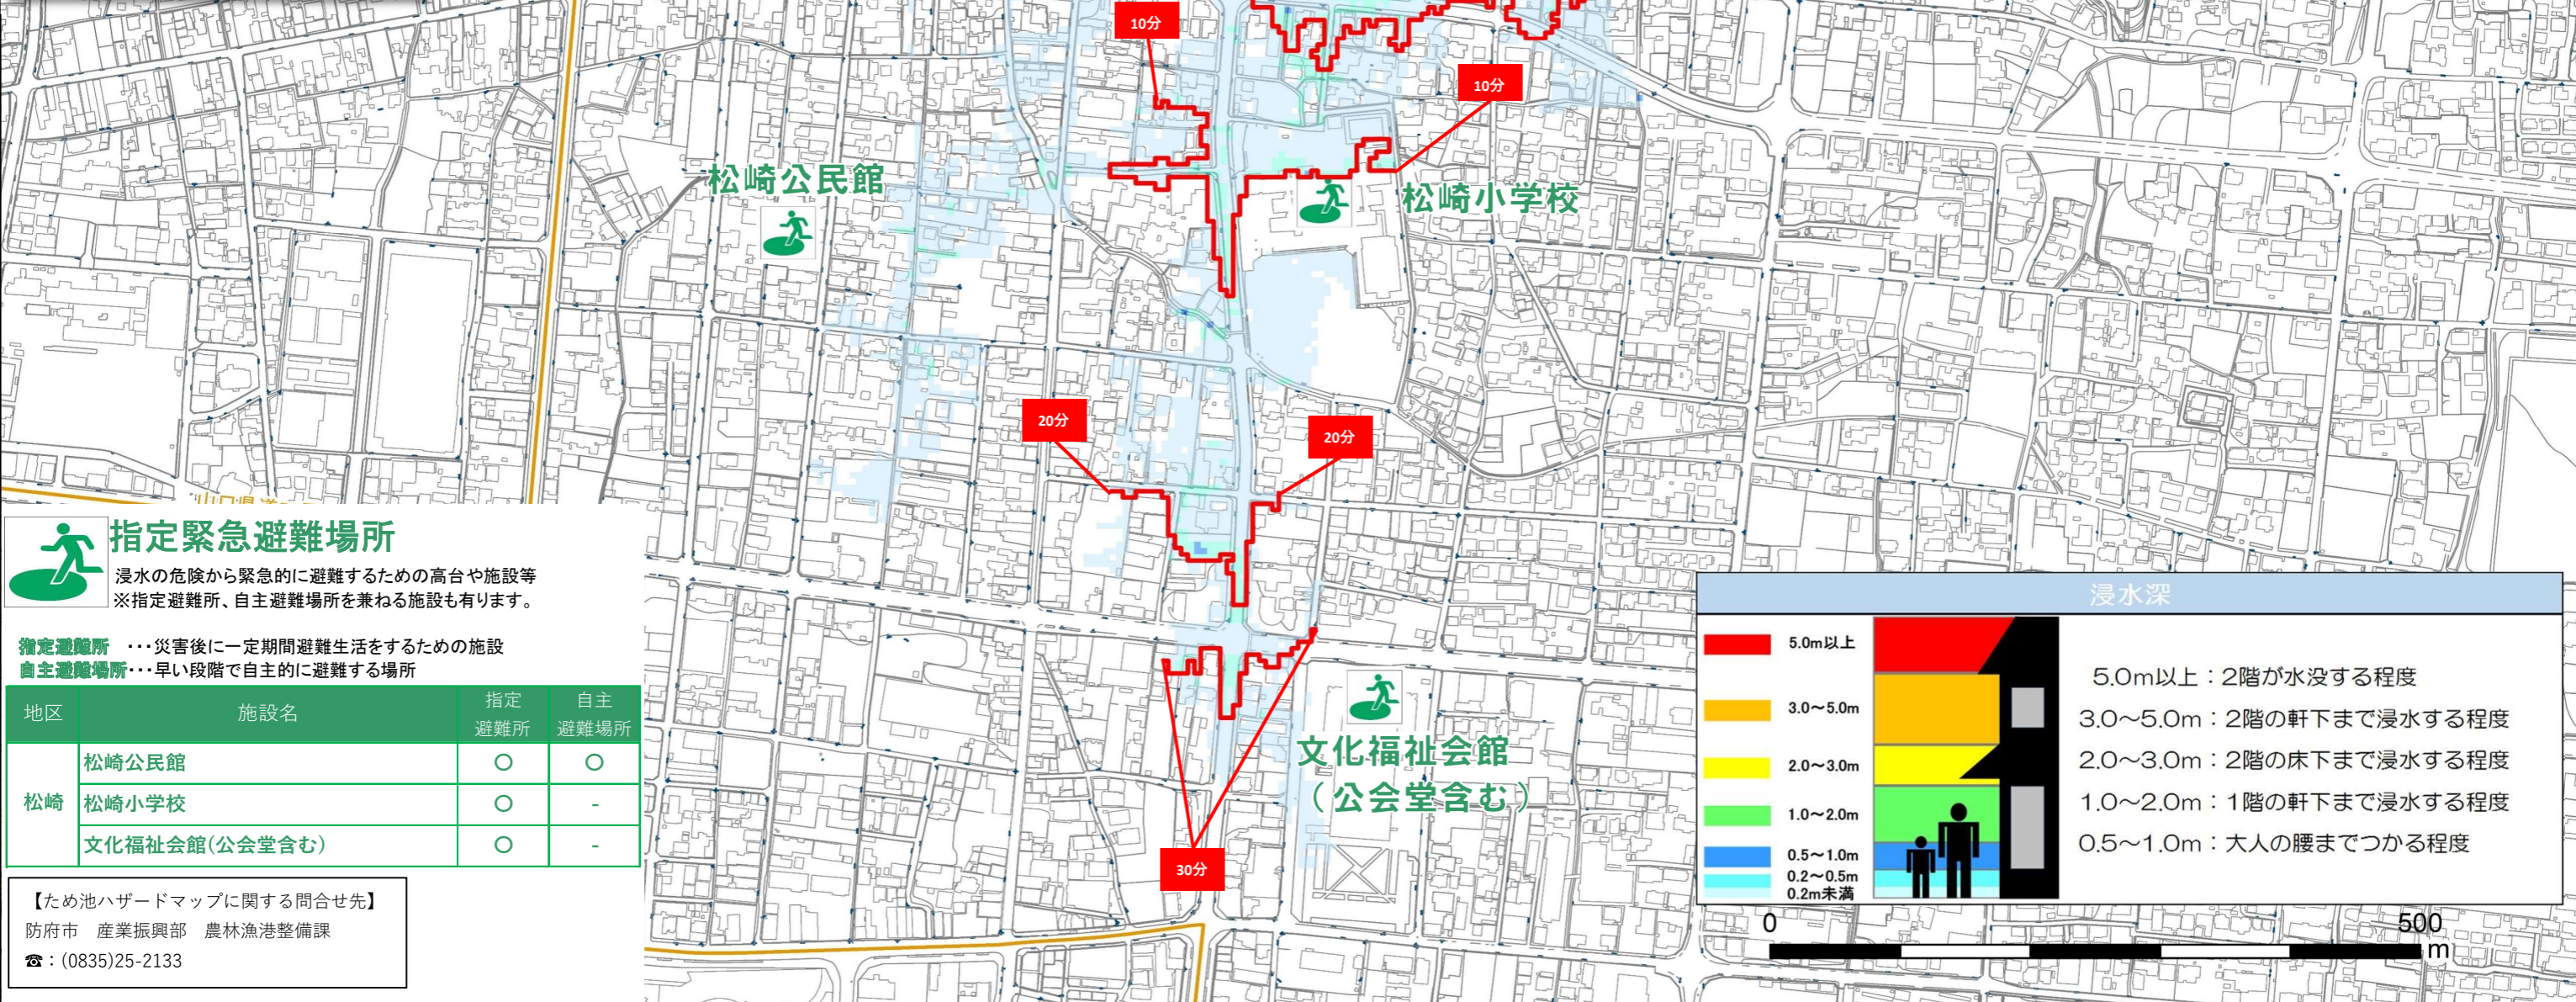 10分
10分
松崎公民館
松崎小学校
20分
20分
指定緊急避難場所
浸水の危険から緊急的に避難するための高台や施設等
※指定避難所、自主避難場所を兼ねる施設も有ります。
指定避難所 ・・・災害後に一定期間避難生活をするための施設
自主避難場所・・・早い段階で自主的に避難する場所
地区 施設名 指定避難所 自主避難場所
松崎 松崎公民館 〇 〇
松崎小学校 〇 -
文化福祉会館(公会堂含む) 〇 -
【ため池ハザードマップに関する問合せ先】
防府市 産業振興部 農林漁港整備課
☎：(0835)25-2133
文化福祉会館
（公会堂含む）
30分
浸水深
5.0m以上
3.0～5.0m
2.0～3.0m
1.0～2.0m
0.5～1.0m
0.2～0.5m
0.2m未満
5.0m以上：2階が水没する程度
3.0～5.0m：2階の軒下まで浸水する程度
2.0～3.0m：2階の床下まで浸水する程度
1.0～2.0m：1階の軒下まで浸水する程度
0.5～1.0m：大人の腰までつかる程度
0 500
m